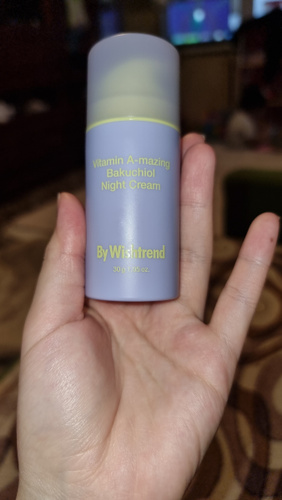 Vitamin A-mazing
Bakuchiol
Night Cream
By Wishtrend